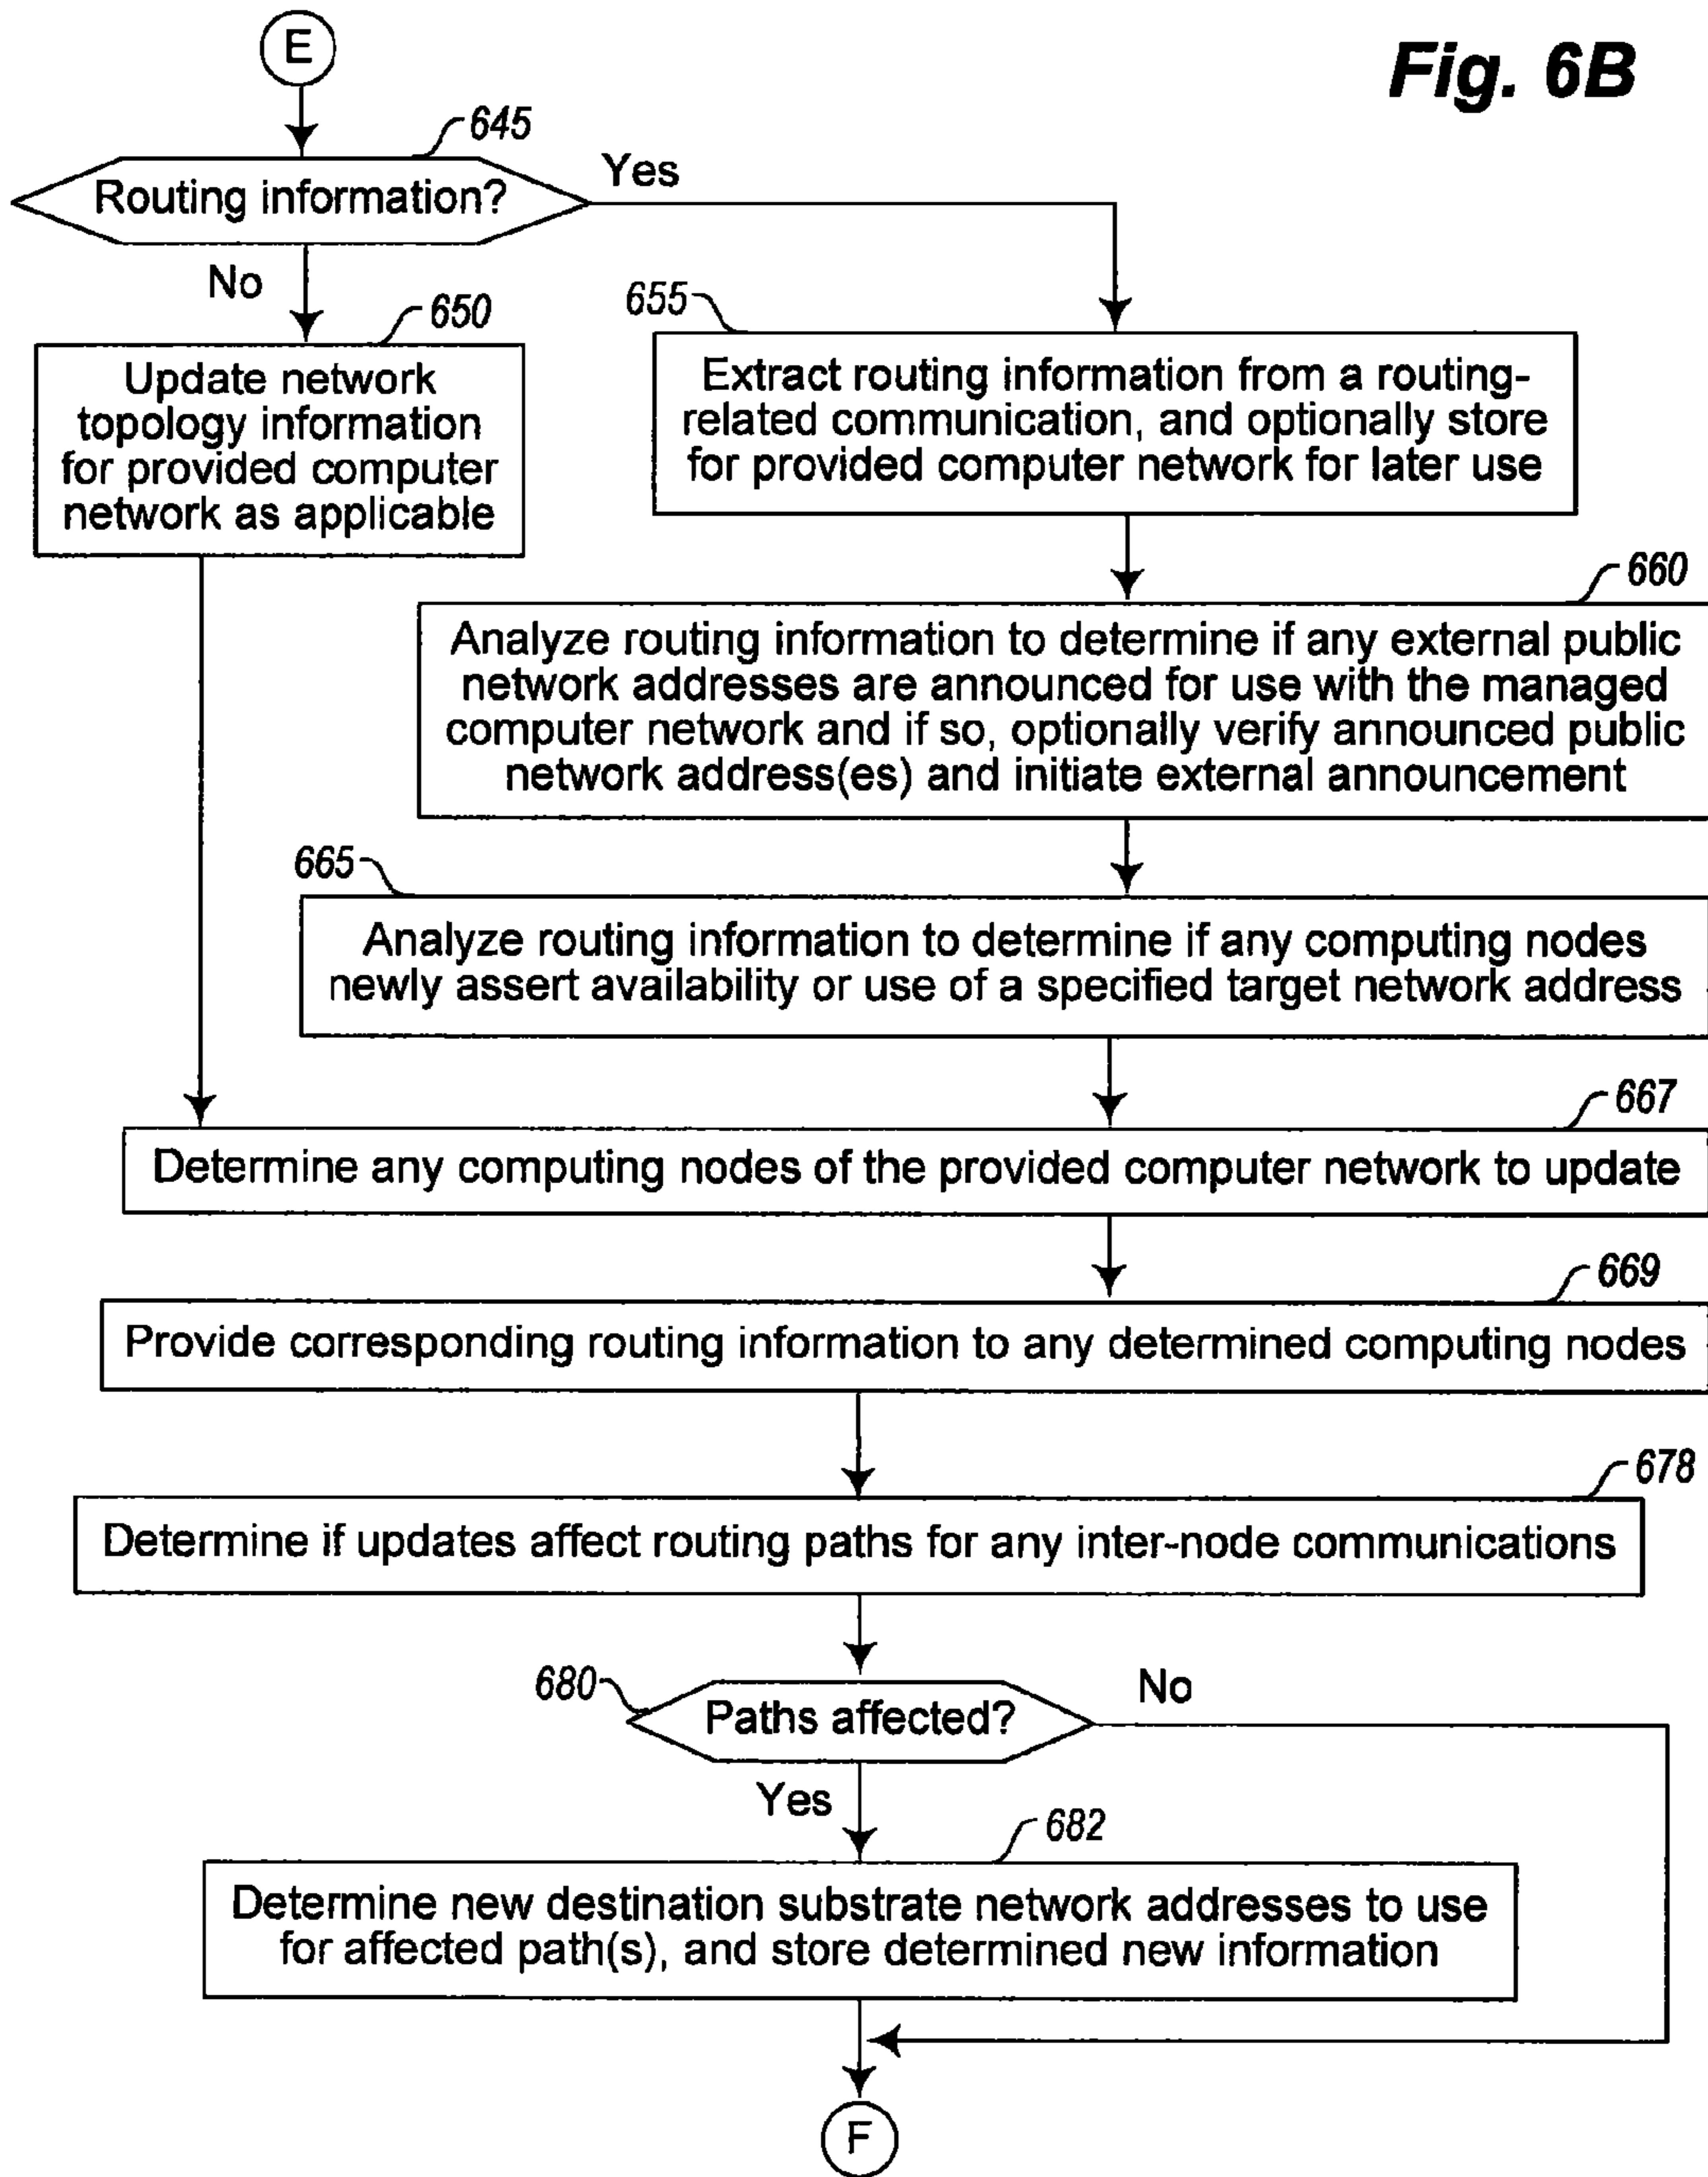 Fig. 6B
E
645
Routing information?
Yes
No
650
Update network
topology information
for provided computer
network as applicable
655
Extract routing information from a routing-
related communication, and optionally store
for provided computer network for later use
660
Analyze routing information to determine if any external public
network addresses are announced for use with the managed
computer network and if so, optionally verify announced public
network address(es) and initiate external announcement
665
Analyze routing information to determine if any computing nodes
newly assert availability or use of a specified target network address
667
Determine any computing nodes of the provided computer network to update
669
Provide corresponding routing information to any determined computing nodes
678
Determine if updates affect routing paths for any inter-node communications
680
Paths affected?
No
Yes
682
Determine new destination substrate network addresses to use
for affected path(s), and store determined new information
F